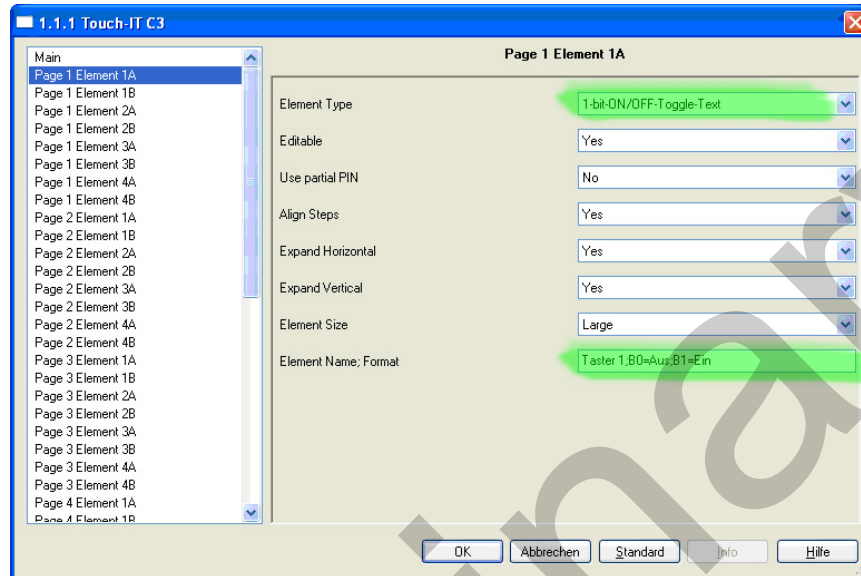 1.1.1 Touch-IT C3
Main
Page 1 Element 1A
Page 1 Element 1B
Page 1 Element 2A
Page 1 Element 2B
Page 1 Element 3A
Page 1 Element 3B
Page 1 Element 4A
Page 1 Element 4B
Page 2 Element 1A
Page 2 Element 1B
Page 2 Element 2A
Page 2 Element 2B
Page 2 Element 3A
Page 2 Element 3B
Page 2 Element 4A
Page 2 Element 4B
Page 3 Element 1A
Page 3 Element 1B
Page 3 Element 2A
Page 3 Element 2B
Page 3 Element 3A
Page 3 Element 3B
Page 3 Element 4A
Page 3 Element 4B
Page 4 Element 1A
Page 4 Element 1B
Page 1 Element 1A
Element Type 1-bit-ON/OFF-Toggle-Text
Editable Yes
Use partial PIN No
Align Steps Yes
Expand Horizontal Yes
Expand Vertical Yes
Element Size Large
Element Name; Format Taster 1;B0=Aus;B1=Ein
OK Abbrechen Standard Info Hilfe